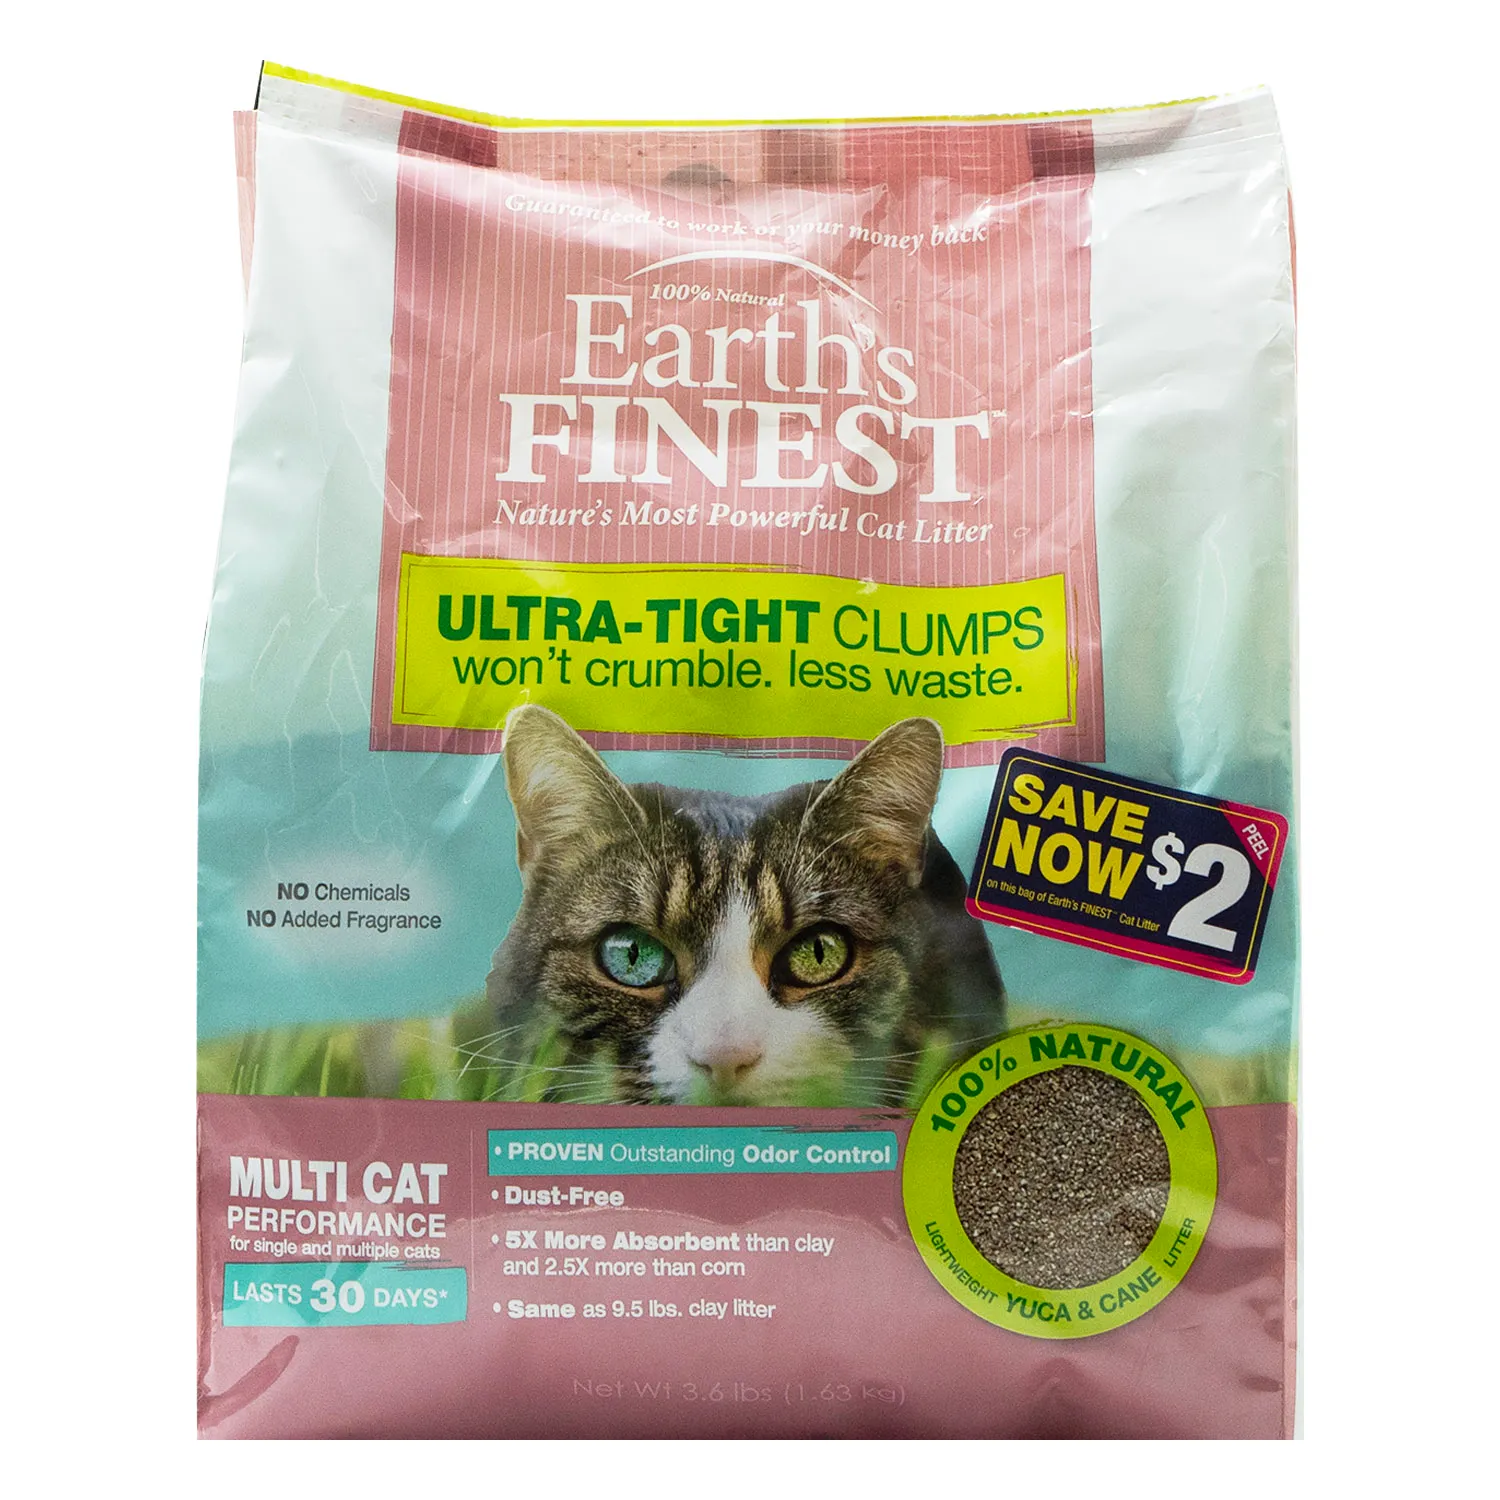 Guaranteed to work or your money back
100% Natural
Earth's
FINEST™
Nature's Most Powerful Cat Litter
ULTRA-TIGHT CLUMPS
won't crumble. less waste.
SAVE
NOW $2
PEEL
on this bag of Earth's FINEST™ Cat Litter
NO Chemicals
NO Added Fragrance
100% NATURAL
LIGHTWEIGHT YUCA & CANE LITTER
MULTI CAT
PERFORMANCE
for single and multiple cats
LASTS 30 DAYS*
• PROVEN Outstanding Odor Control
• Dust-Free
• 5X More Absorbent than clay
and 2.5X more than corn
• Same as 9.5 lbs. clay litter
Net Wt 3.6 lbs (1.63 kg)